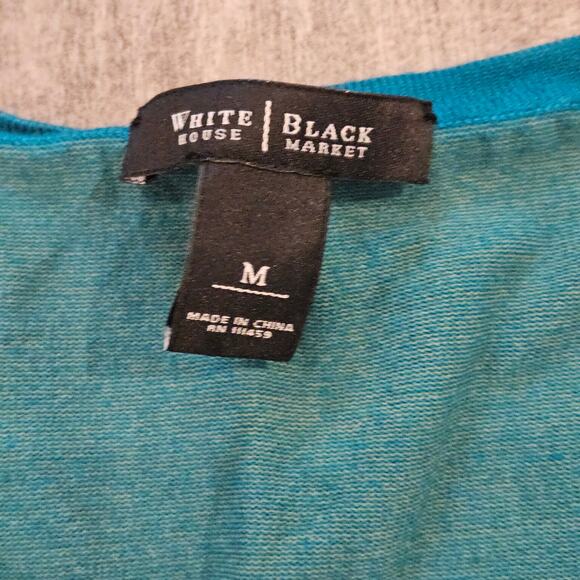 WHITE HOUSE | BLACK MARKET
M
MADE IN CHINA
RN 111459